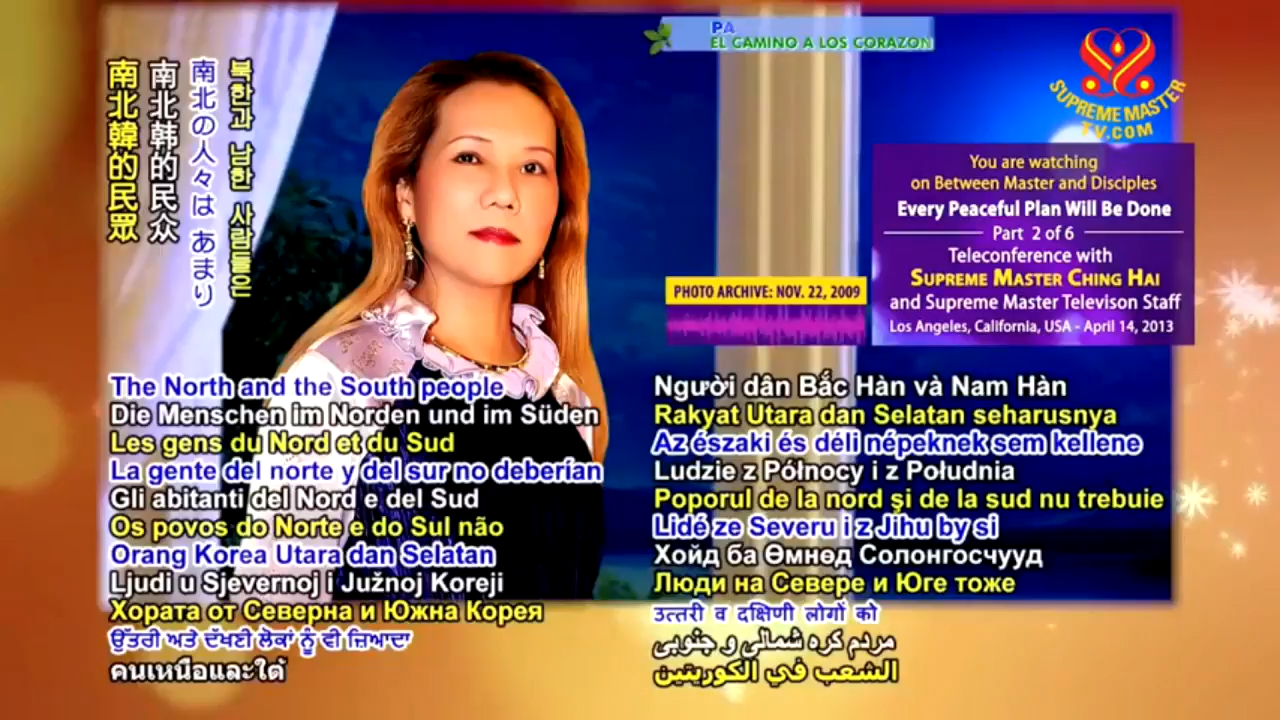 PA
EL CAMINO A LOS CORAZON
SUPREME MASTER
TV.COM
북한과 남한 사람들은
南北の人々は あまり
南北韩的民众
南北韓的民眾
You are watching
on Between Master and Disciples
Every Peaceful Plan Will Be Done
Part 2 of 6
Teleconference with
SUPREME MASTER CHING HAI
and Supreme Master Televison Staff
Los Angeles, California, USA - April 14, 2013
PHOTO ARCHIVE: NOV. 22, 2009
The North and the South people
Die Menschen im Norden und im Süden
Les gens du Nord et du Sud
La gente del norte y del sur no deberían
Gli abitanti del Nord e del Sud
Os povos do Norte e do Sul não
Orang Korea Utara dan Selatan
Ljudi u Sjevernoj i Južnoj Koreji
Хората от Северна и Южна Корея
ਉੱਤਰੀ ਅਤੇ ਦੱਖਣੀ ਲੋਕਾਂ ਨੂੰ ਵੀ ਜ਼ਿਆਦਾ
คนเหนือและใต้
Người dân Bắc Hàn và Nam Hàn
Rakyat Utara dan Selatan seharusnya
Az északi és déli népeknek sem kellene
Ludzie z Północy i z Południa
Poporul de la nord şi de la sud nu trebuie
Lidé ze Severu i z Jihu by si
Хойд ба Өмнөд Солонгосчууд
Люди на Севере и Юге тоже
उत्तरी व दक्षिणी लोगों को
مردم کره شمالی و جنوبی
الشعب في الكوريتين